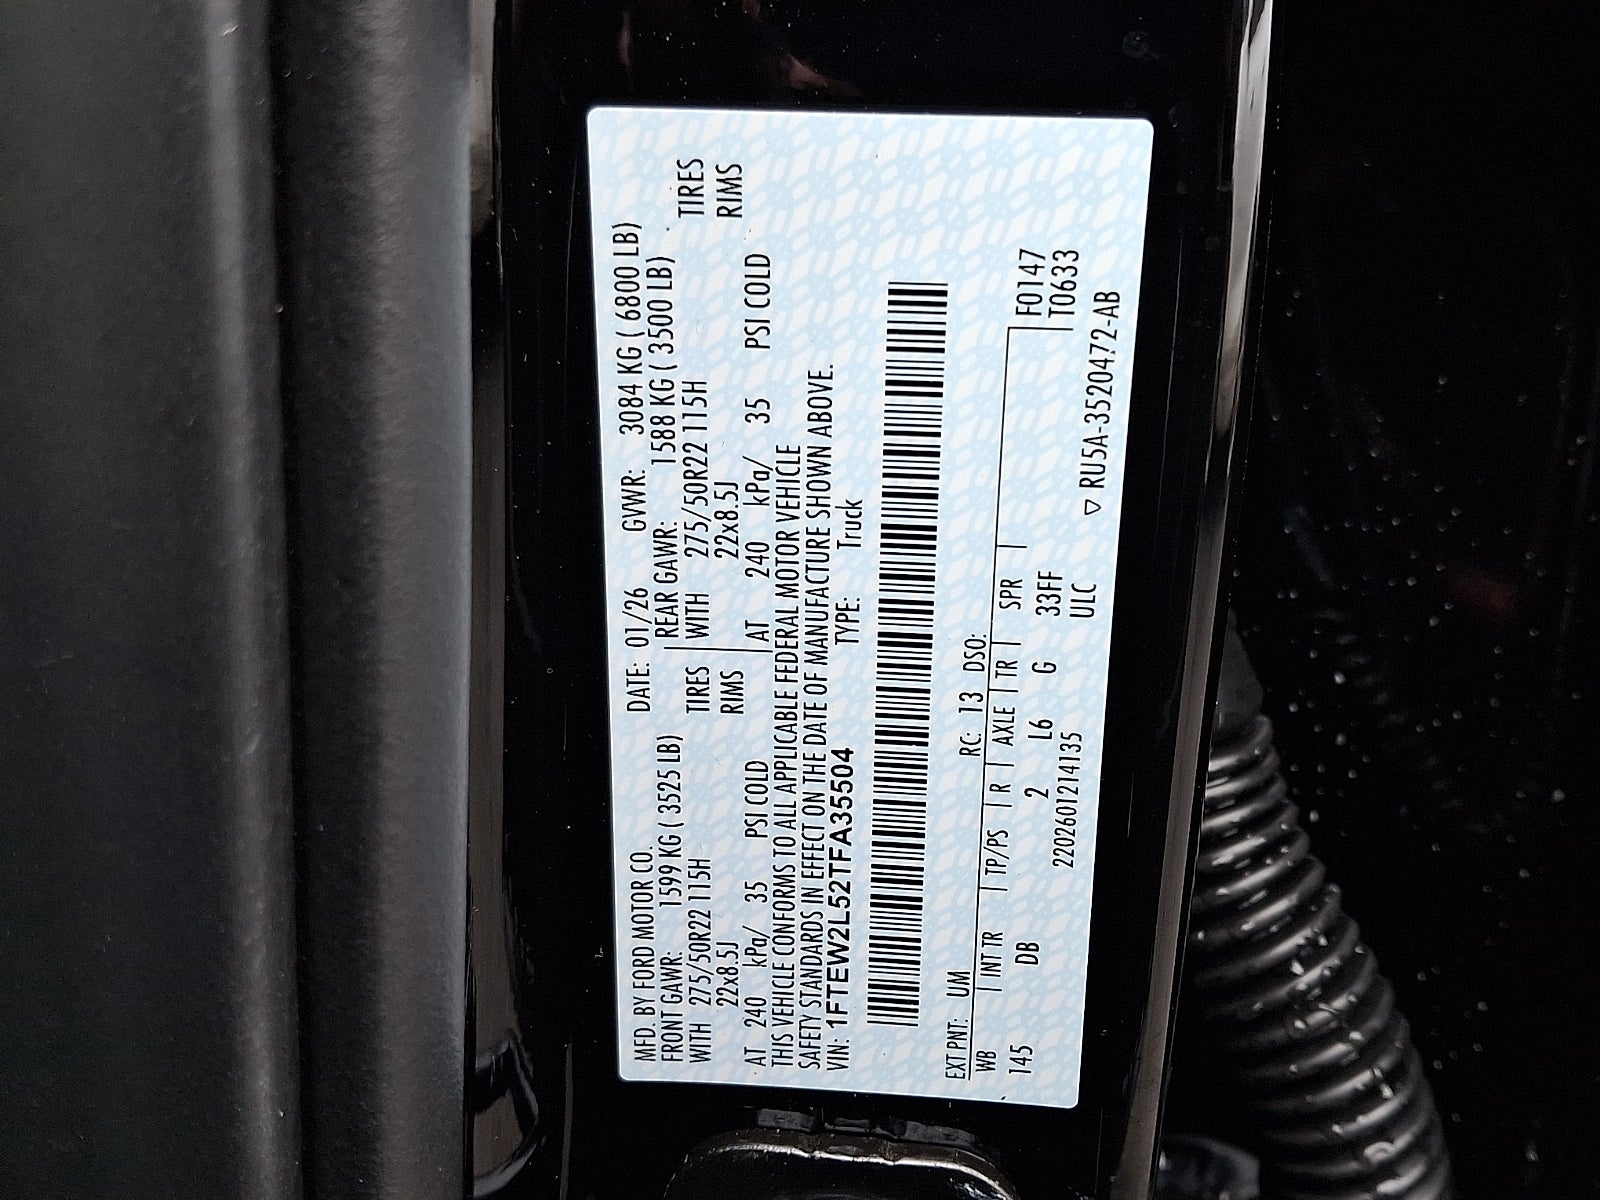 MFD. BY FORD MOTOR CO. DATE: 01/26 GVWR: 3084 KG ( 6800 LB)
FRONT GAWR: 1599 KG ( 3525 LB) REAR GAWR: 1588 KG ( 3500 LB)
WITH 275/50R22 115H TIRES WITH 275/50R22 115H TIRES
22x8.5J RIMS 22x8.5J RIMS
AT 240 kPa/ 35 PSI COLD AT 240 kPa/ 35 PSI COLD
THIS VEHICLE CONFORMS TO ALL APPLICABLE FEDERAL MOTOR VEHICLE
SAFETY STANDARDS IN EFFECT ON THE DATE OF MANUFACTURE SHOWN ABOVE.
VIN: 1FTEW2L52TFA35504 TYPE: Truck
EXT PNT: UM RC: 13 DSO:
WB INT TR TP/PS R AXLE TR SPR F0147
145 DB 2 L6 G 33FF T0633
2202601214135 ULC
▽ RU5A-3520472-AB